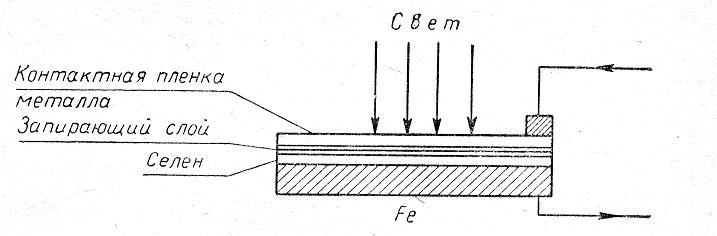 Свет
Контактная пленка
металла
Запирающий слой
Селен
Fe